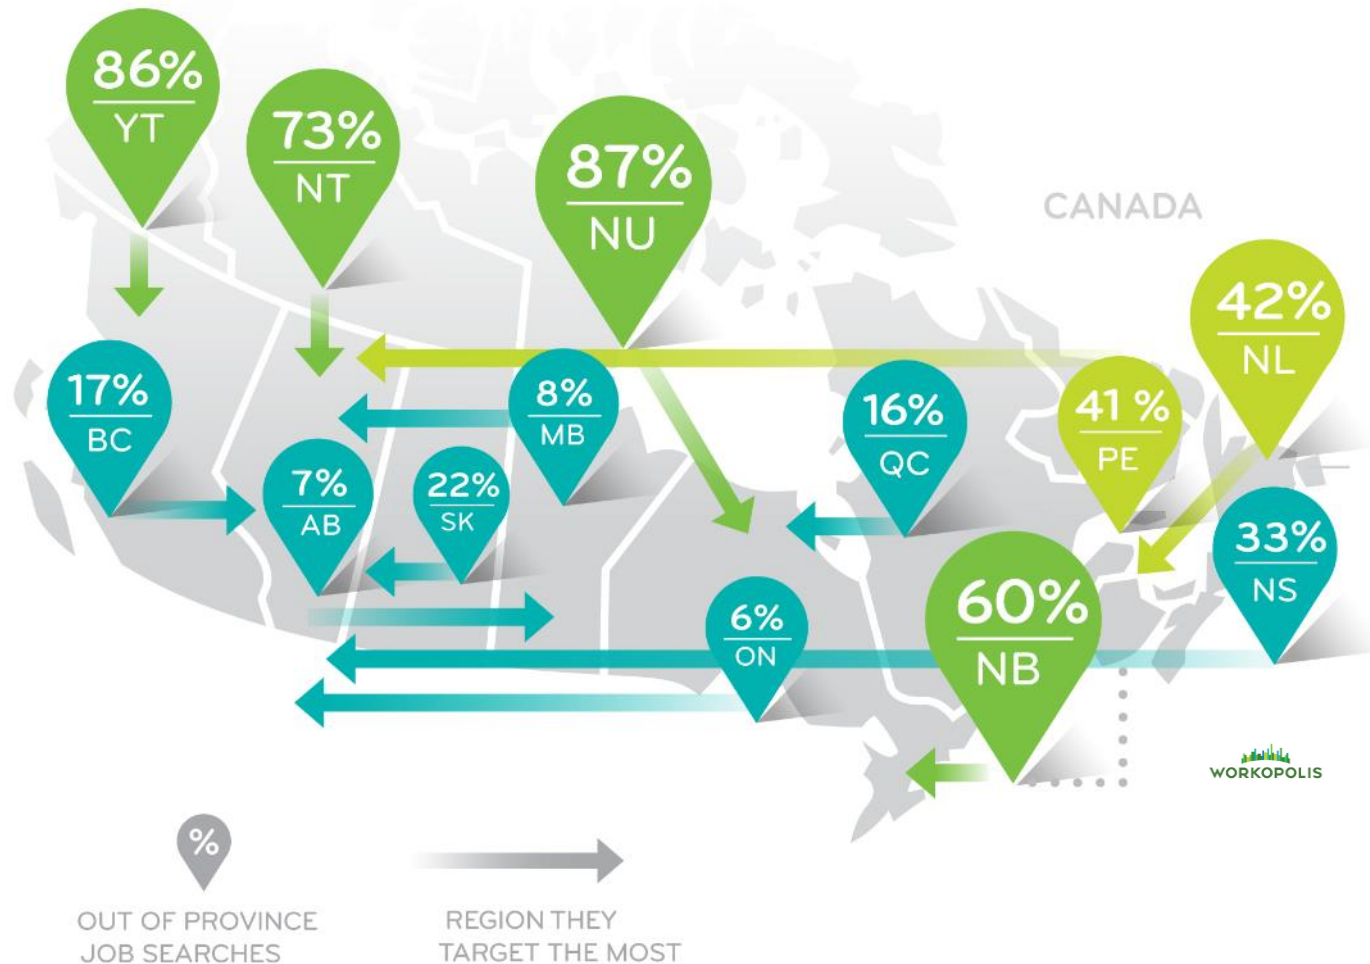 86%
YT
73%
NT
87%
NU
CANADA
42%
NL
17%
BC
8%
MB
16%
QC
41 %
PE
7%
AB
22%
SK
33%
NS
6%
ON
60%
NB
WORKOPOLIS
%
OUT OF PROVINCE
JOB SEARCHES
REGION THEY
TARGET THE MOST